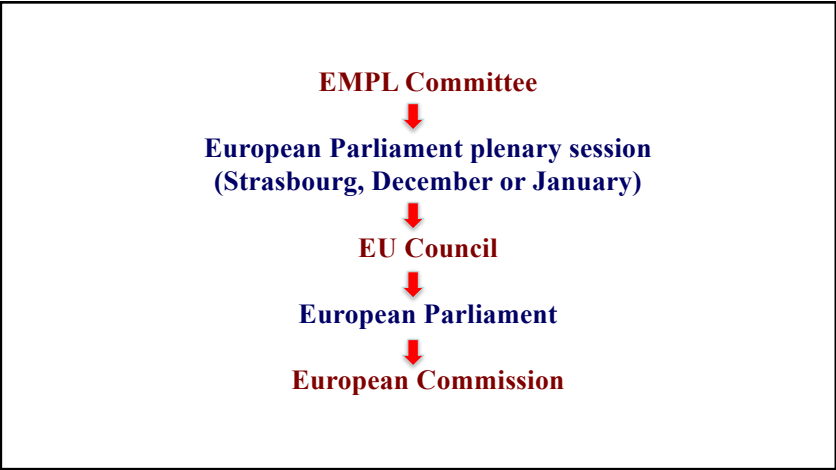 EMPL Committee
European Parliament plenary session
(Strasbourg, December or January)
EU Council
European Parliament
European Commission